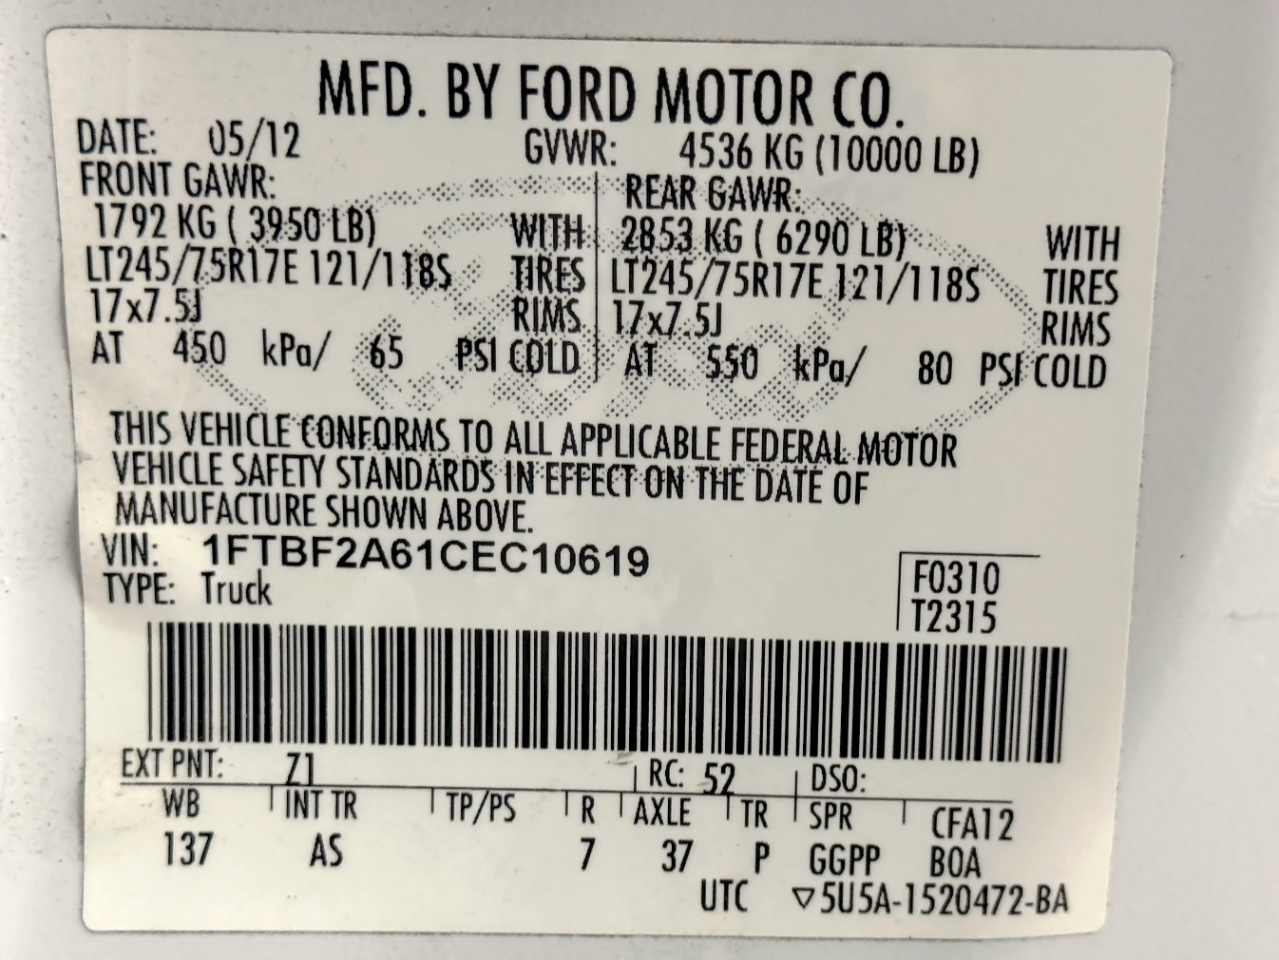 MFD. BY FORD MOTOR CO.
DATE: 05/12 GVWR: 4536 KG (10000 LB)
FRONT GAWR: REAR GAWR:
1792 KG ( 3950 LB) WITH 2853 KG ( 6290 LB) WITH
LT245/75R17E 121/118S TIRES LT245/75R17E 121/118S TIRES
17x7.5J RIMS 17x7.5J RIMS
AT 450 kPa/ 65 PSI COLD AT 550 kPa/ 80 PSI COLD
THIS VEHICLE CONFORMS TO ALL APPLICABLE FEDERAL MOTOR
VEHICLE SAFETY STANDARDS IN EFFECT ON THE DATE OF
MANUFACTURE SHOWN ABOVE.
VIN: 1FTBF2A61CEC10619
TYPE: Truck
F0310
T2315
EXT PNT: Z1 RC: 52 DSO:
WB INT TR TP/PS R AXLE TR SPR CFA12
137 AS 7 37 P GGPP BOA
UTC ▽5U5A-1520472-BA